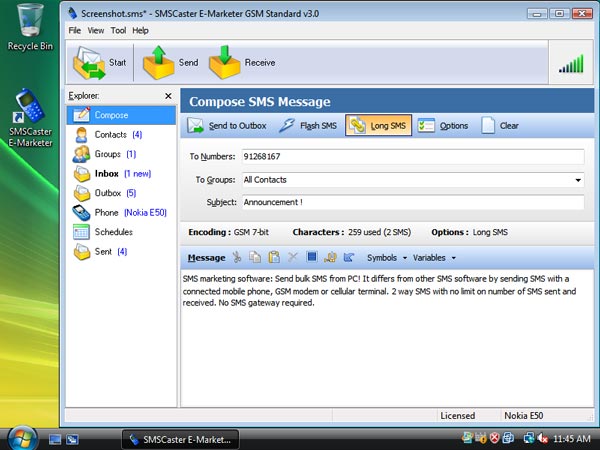 Recycle Bin
SMSCaster
E-Marketer
Screenshot.sms* - SMSCaster E-Marketer GSM Standard v3.0
File View Tool Help
Start Send Receive
Explorer:
Compose
Contacts (4)
Groups (1)
Inbox (1 new)
Outbox (5)
Phone (Nokia E50)
Schedules
Sent (4)
Compose SMS Message
Send to Outbox Flash SMS Long SMS Options Clear
To Numbers: 91268167
To Groups: All Contacts
Subject: Announcement !
Encoding : GSM 7-bit Characters : 259 used (2 SMS) Options : Long SMS
Message Symbols Variables
SMS marketing software: Send bulk SMS from PC! It differs from other SMS software by sending SMS with a
connected mobile phone, GSM modem or cellular terminal. 2 way SMS with no limit on number of SMS sent and
received. No SMS gateway required.
Licensed Nokia E50
SMSCaster E-Market... 11:45 AM